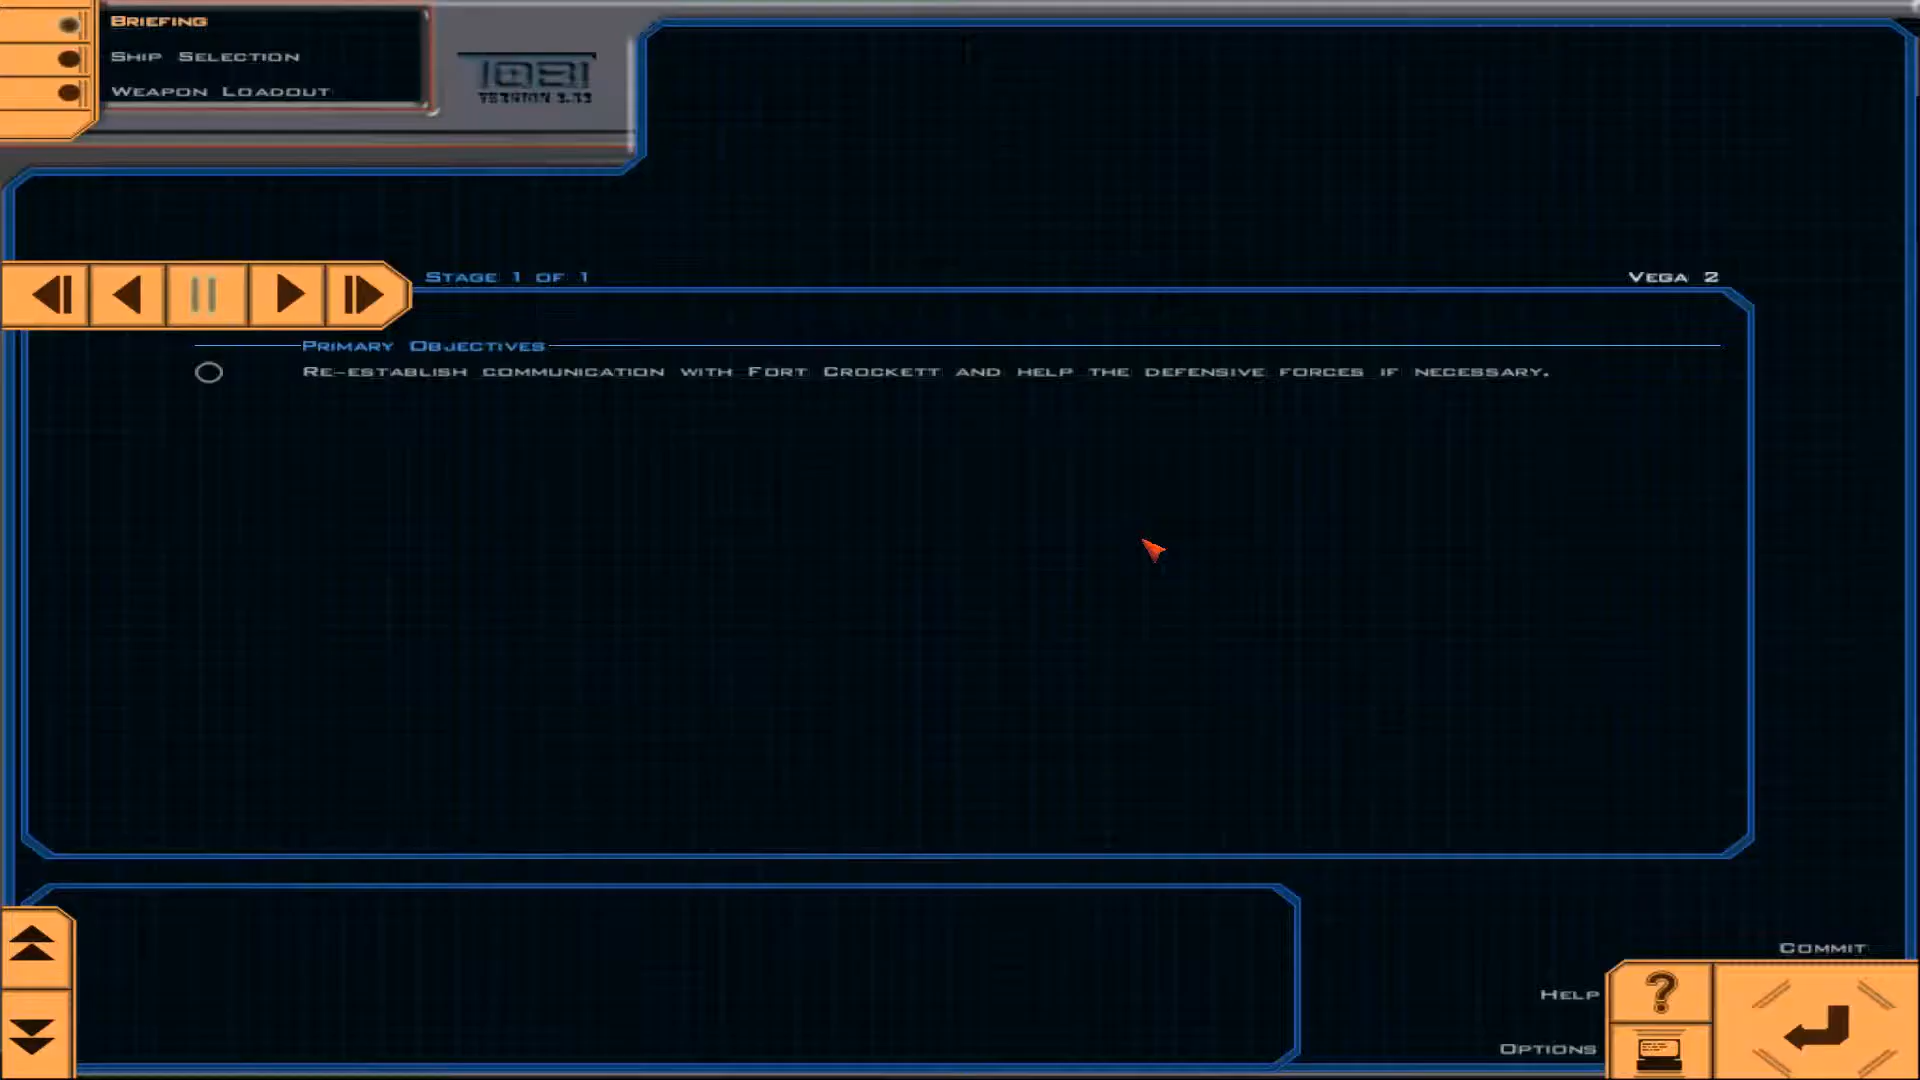 Briefing
Ship Selection
Weapon Loadout
Stage 1 of 1
Vega 2
Primary Objectives
Re-establish communication with Fort Crockett and help the defensive forces if necessary.
Commit
Help
?
Options